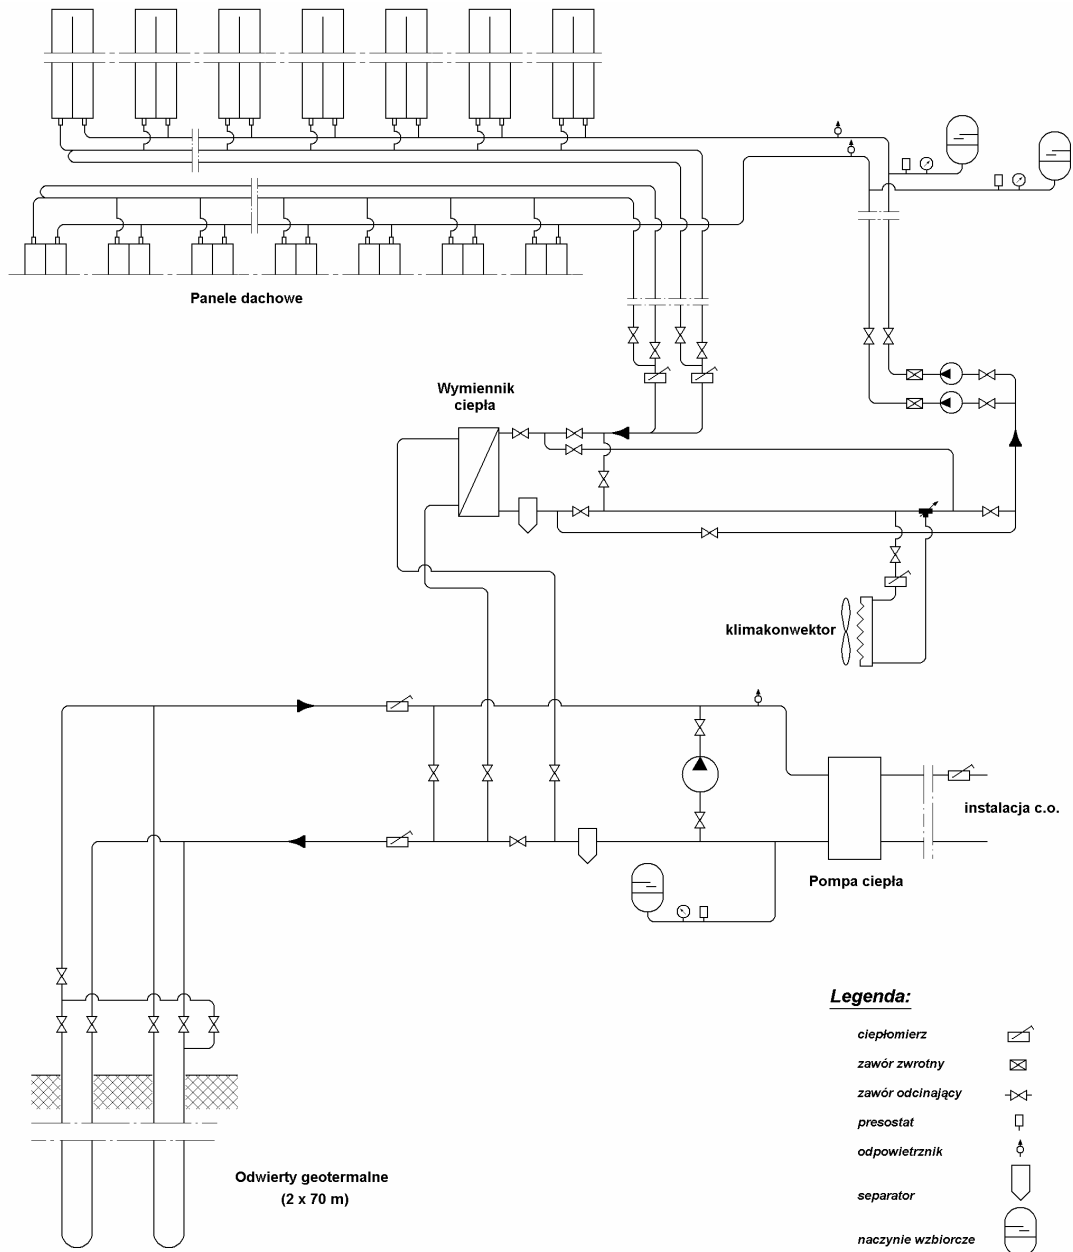 Panele dachowe
Wymiennik
ciepła
klimakonwektor
instalacja c.o.
Pompa ciepła
Odwierty geotermalne
(2 x 70 m)
Legenda:
ciepłomierz
zawór zwrotny
zawór odcinający
presostat
odpowietrznik
separator
naczynie wzbiorcze